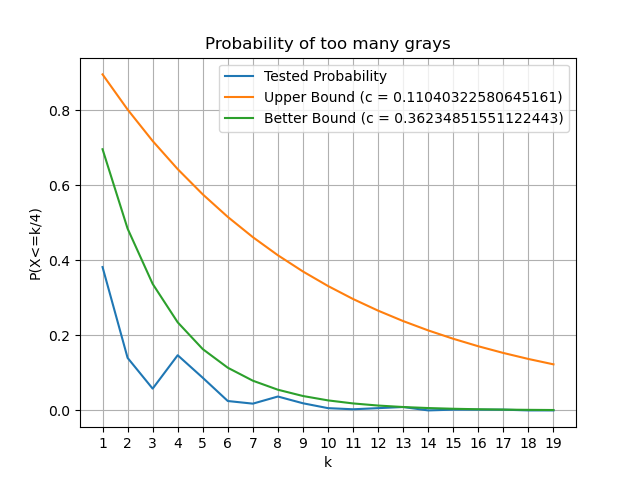 Probability of too many grays
Tested Probability
Upper Bound (c = 0.11040322580645161)
Better Bound (c = 0.36234851551122443)
P(X<=k/4)
0.8
0.6
0.4
0.2
0.0
1 2 3 4 5 6 7 8 9 10 11 12 13 14 15 16 17 18 19
k